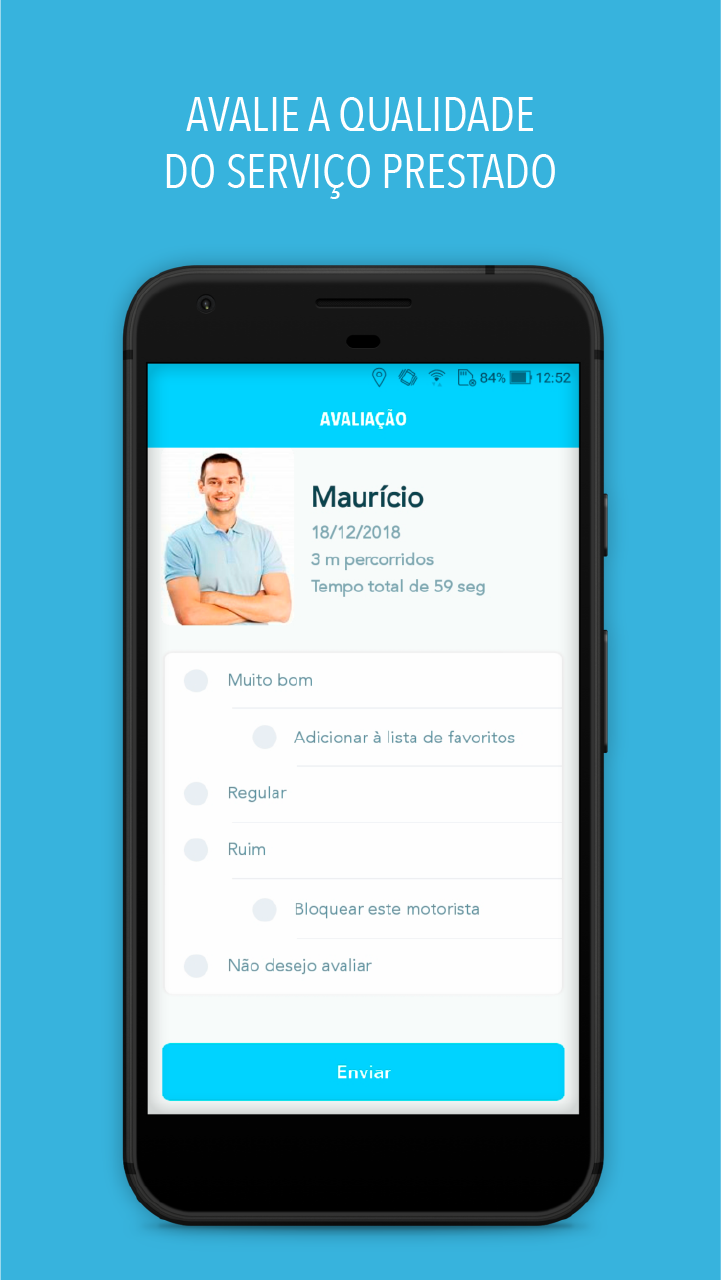 AVALIE A QUALIDADE
DO SERVIÇO PRESTADO
84% 12:52
AVALIAÇÃO
Maurício
18/12/2018
3 m percorridos
Tempo total de 59 seg
Muito bom
Adicionar à lista de favoritos
Regular
Ruim
Bloquear este motorista
Não desejo avaliar
Enviar